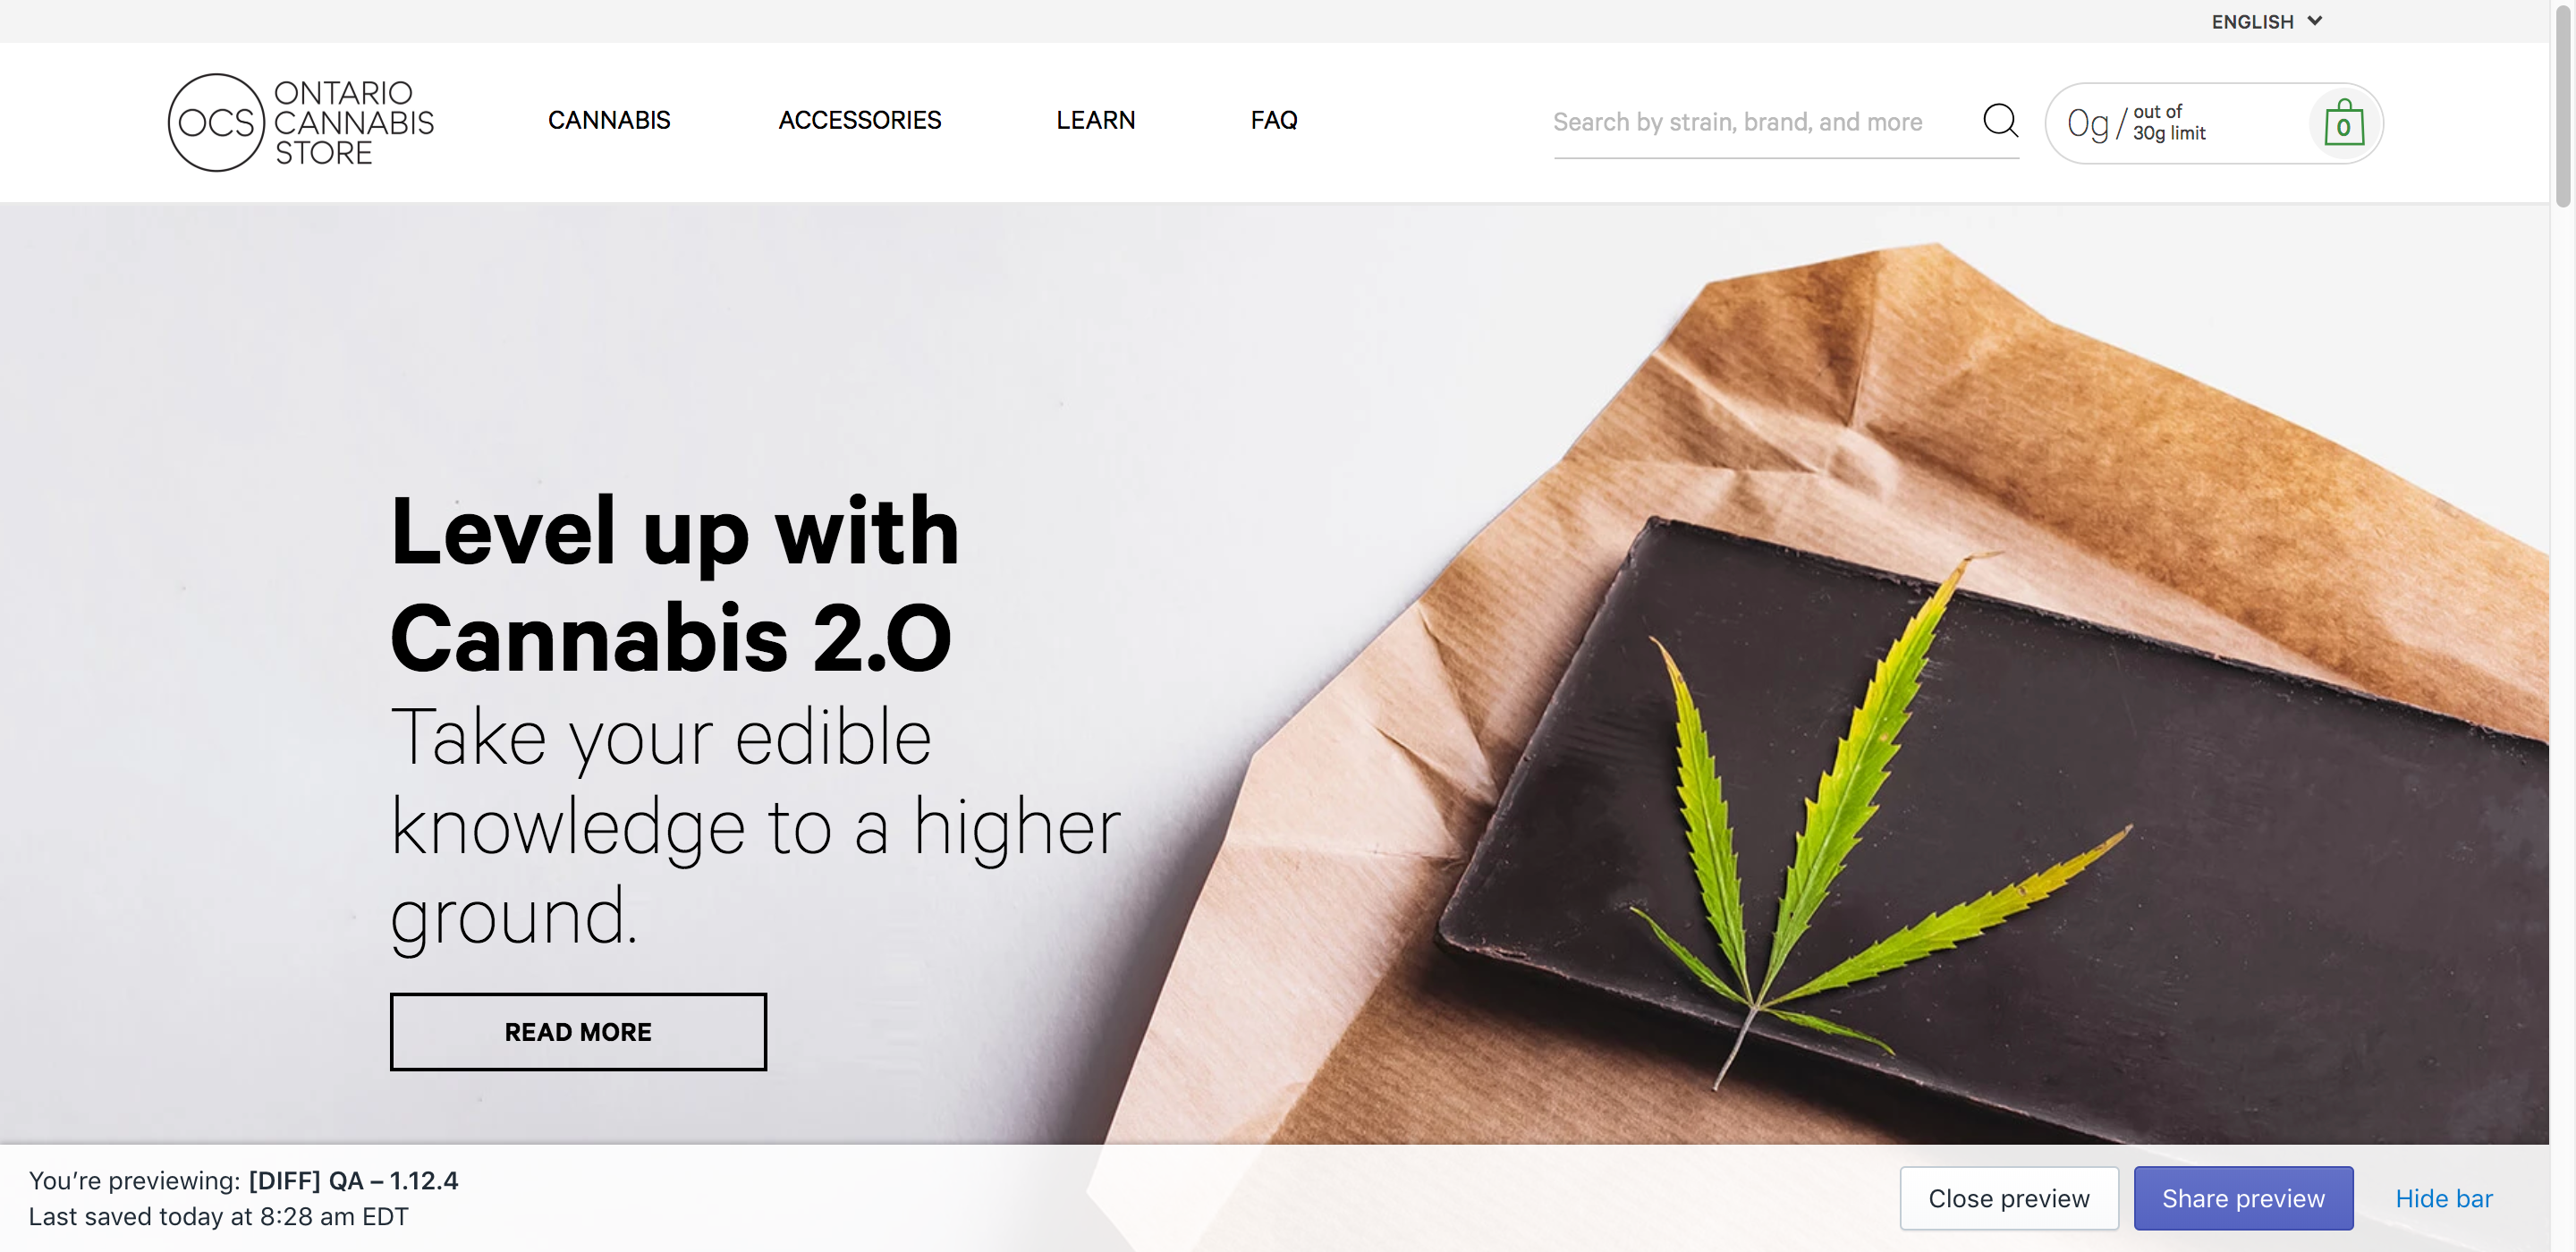 ENGLISH
OCS ONTARIO
CANNABIS
STORE
CANNABIS
ACCESSORIES
LEARN
FAQ
Search by strain, brand, and more
0g / out of
30g limit
0
Level up with
Cannabis 2.0
Take your edible
knowledge to a higher
ground.
READ MORE
You’re previewing: [DIFF] QA – 1.12.4
Last saved today at 8:28 am EDT
Close preview
Share preview
Hide bar